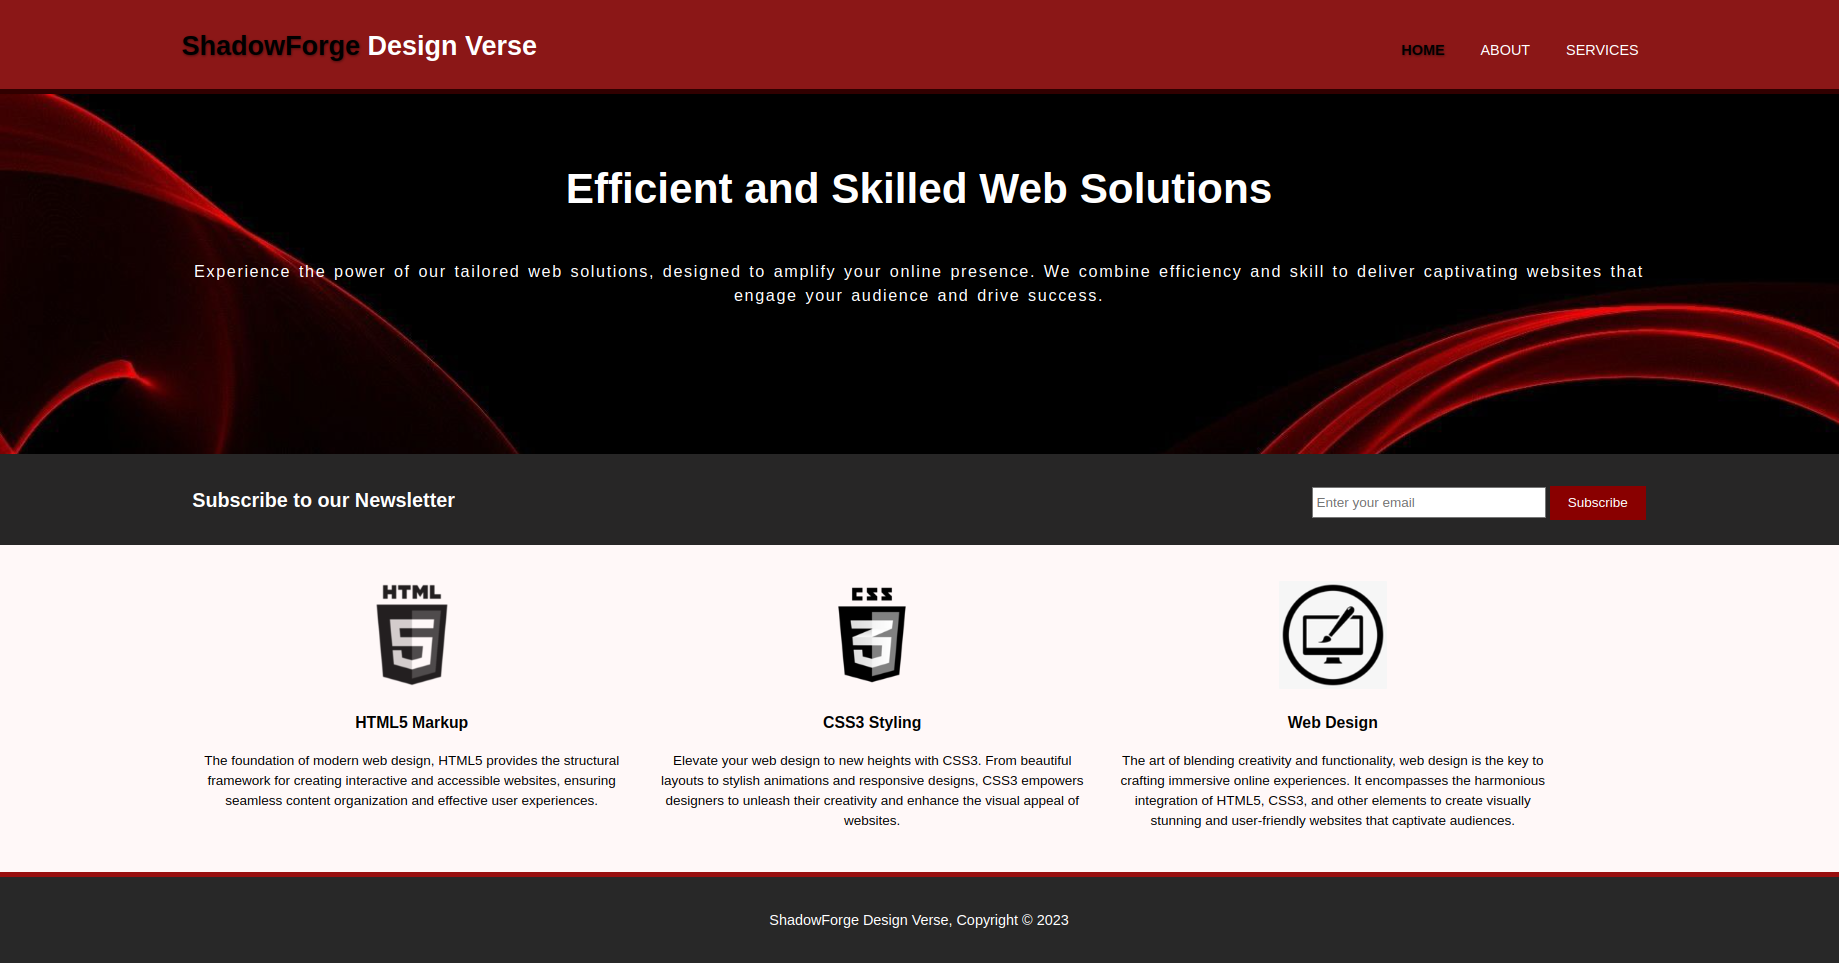 ShadowForge Design Verse
HOME ABOUT SERVICES
Efficient and Skilled Web Solutions
Experience the power of our tailored web solutions, designed to amplify your online presence. We combine efficiency and skill to deliver captivating websites that
engage your audience and drive success.
Subscribe to our Newsletter
Enter your email
Subscribe
HTML
5
HTML5 Markup
The foundation of modern web design, HTML5 provides the structural
framework for creating interactive and accessible websites, ensuring
seamless content organization and effective user experiences.
CSS
3
CSS3 Styling
Elevate your web design to new heights with CSS3. From beautiful
layouts to stylish animations and responsive designs, CSS3 empowers
designers to unleash their creativity and enhance the visual appeal of
websites.
Web Design
The art of blending creativity and functionality, web design is the key to
crafting immersive online experiences. It encompasses the harmonious
integration of HTML5, CSS3, and other elements to create visually
stunning and user-friendly websites that captivate audiences.
ShadowForge Design Verse, Copyright © 2023